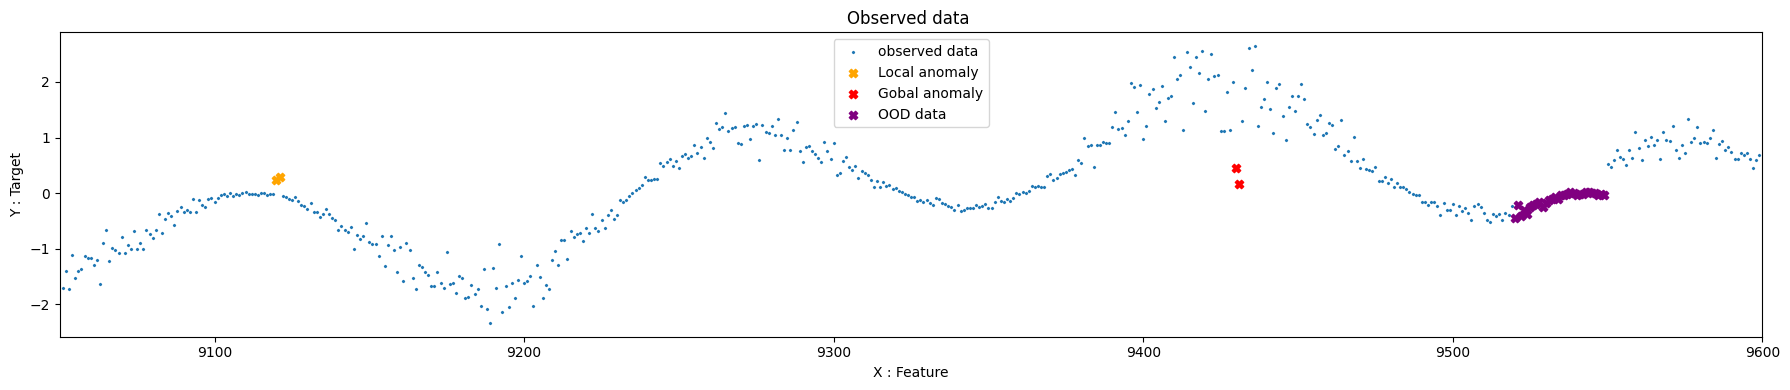 Observed data
observed data
Local anomaly
Gobal anomaly
OOD data
Y : Target
2
1
0
−1
−2
9100 9200 9300 9400 9500 9600
X : Feature